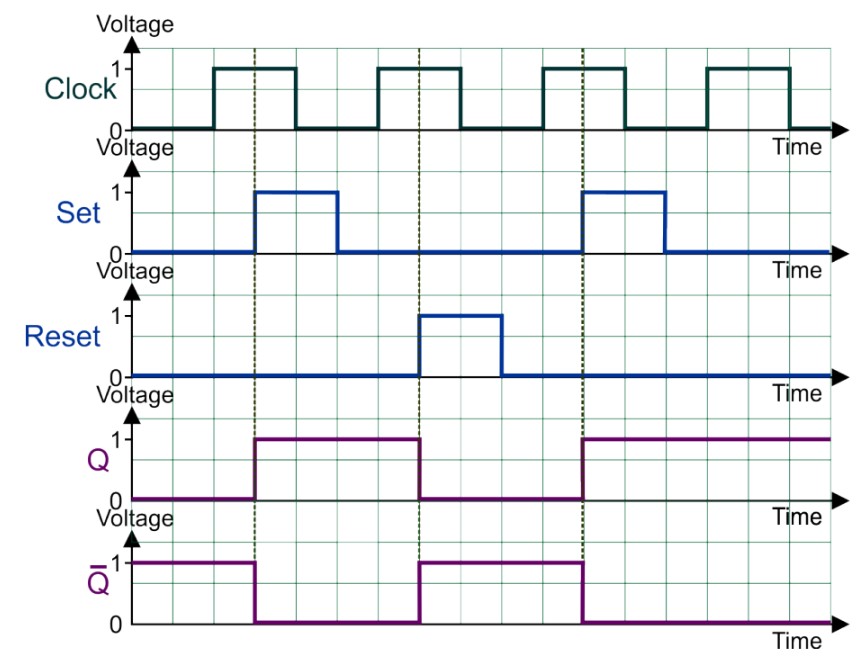 Voltage
1
Clock
0
Time
Voltage
1
Set
0
Time
Voltage
1
Reset
0
Time
Voltage
1
Q
0
Time
Voltage
1
Q̅
0
Time